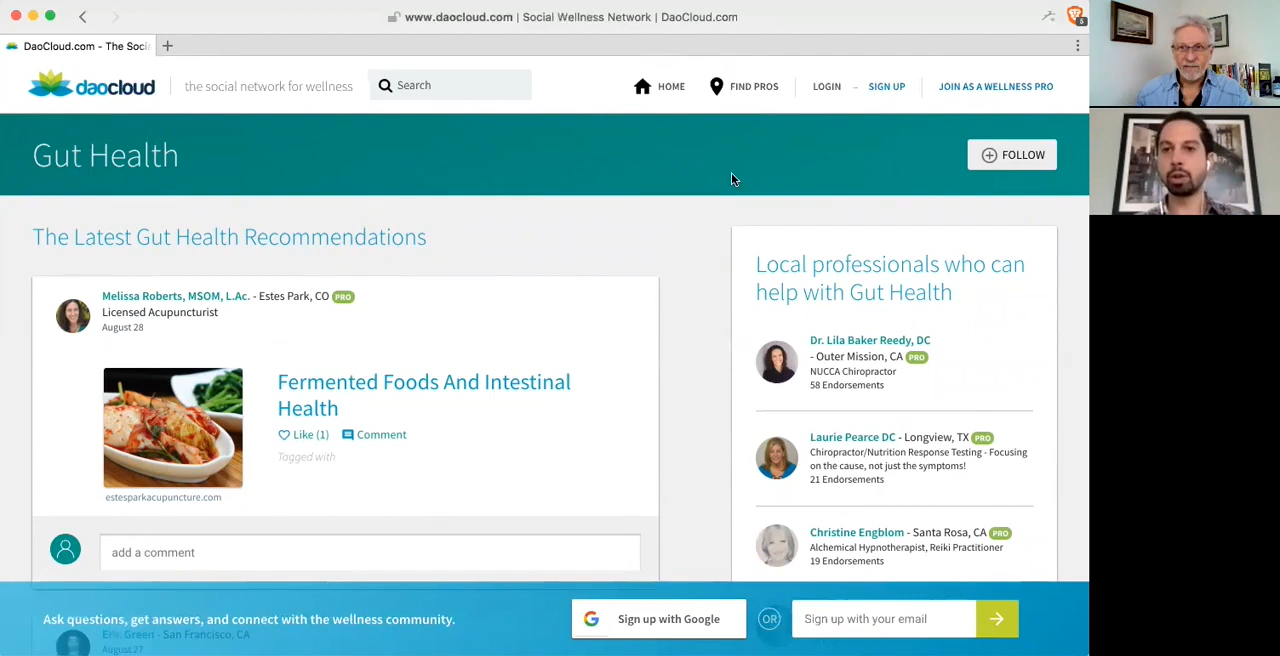 www.daocloud.com | Social Wellness Network | DaoCloud.com
DaoCloud.com - The Soci
daocloud
the social network for wellness
Search
HOME
FIND PROS
LOGIN
SIGN UP
JOIN AS A WELLNESS PRO
Gut Health
FOLLOW
The Latest Gut Health Recommendations
Melissa Roberts, MSOM, L.Ac. - Estes Park, CO PRO
Licensed Acupuncturist
August 28
Fermented Foods And Intestinal
Health
Like (1) Comment
Tagged with
estesparkacupuncture.com
add a comment
Local professionals who can
help with Gut Health
Dr. Lila Baker Reedy, DC
- Outer Mission, CA PRO
NUCCA Chiropractor
58 Endorsements
Laurie Pearce DC - Longview, TX PRO
Chiropractor/Nutrition Response Testing - Focusing
on the cause, not just the symptoms!
21 Endorsements
Christine Engblom - Santa Rosa, CA PRO
Alchemical Hypnotherapist, Reiki Practitioner
19 Endorsements
Ask questions, get answers, and connect with the wellness community.
Sign up with Google
OR
Sign up with your email
Green - San Francisco, CA
August 27